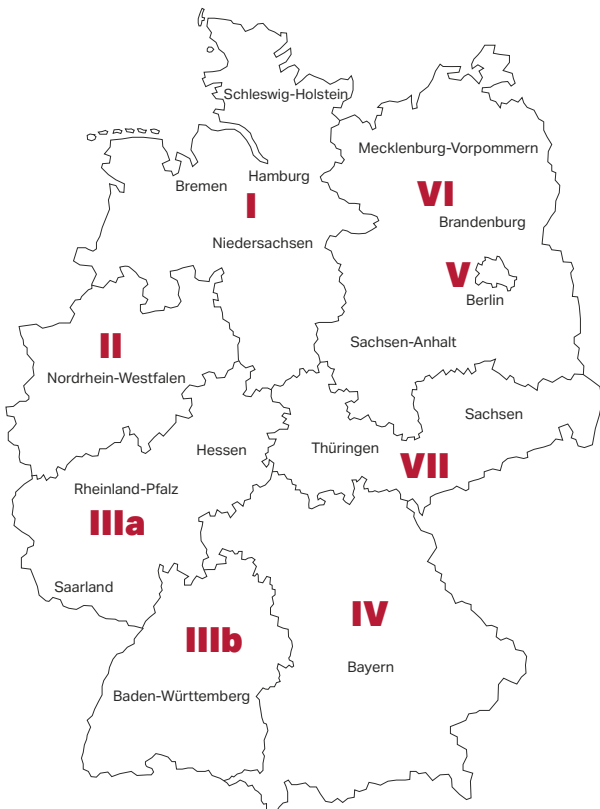 Schleswig-Holstein
Mecklenburg-Vorpommern
Hamburg
Bremen
VI
I
Brandenburg
Niedersachsen
V
Berlin
II
Sachsen-Anhalt
Nordrhein-Westfalen
Sachsen
Hessen
Thüringen
VII
Rheinland-Pfalz
IIIa
Saarland
IV
IIIb
Bayern
Baden-Württemberg